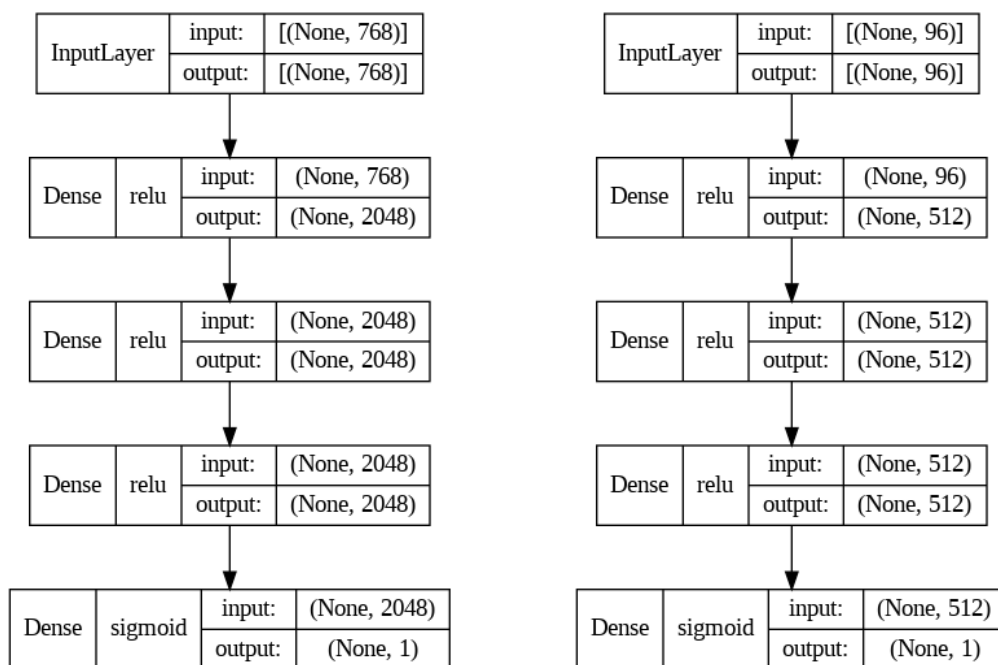 InputLayer
input: [(None, 768)]
output: [(None, 768)]
Dense relu
input: (None, 768)
output: (None, 2048)
Dense relu
input: (None, 2048)
output: (None, 2048)
Dense relu
input: (None, 2048)
output: (None, 2048)
Dense sigmoid
input: (None, 2048)
output: (None, 1)
InputLayer
input: [(None, 96)]
output: [(None, 96)]
Dense relu
input: (None, 96)
output: (None, 512)
Dense relu
input: (None, 512)
output: (None, 512)
Dense relu
input: (None, 512)
output: (None, 512)
Dense sigmoid
input: (None, 512)
output: (None, 1)